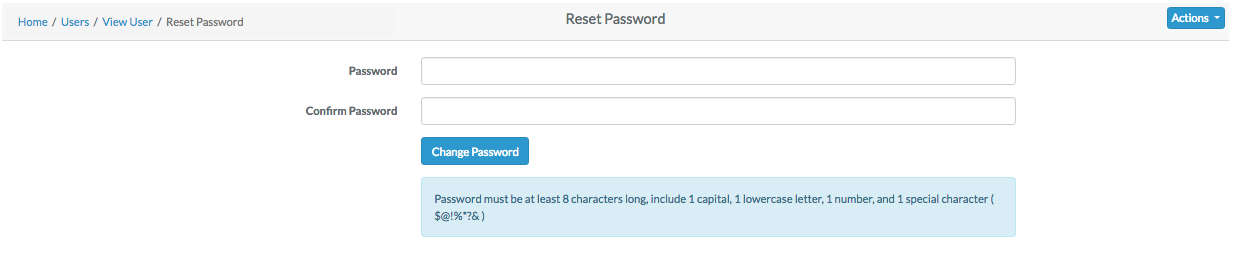 Home / Users / View User / Reset Password
Reset Password
Actions
Password
Confirm Password
Change Password
Password must be at least 8 characters long, include 1 capital, 1 lowercase letter, 1 number, and 1 special character (
$@!%*?& )